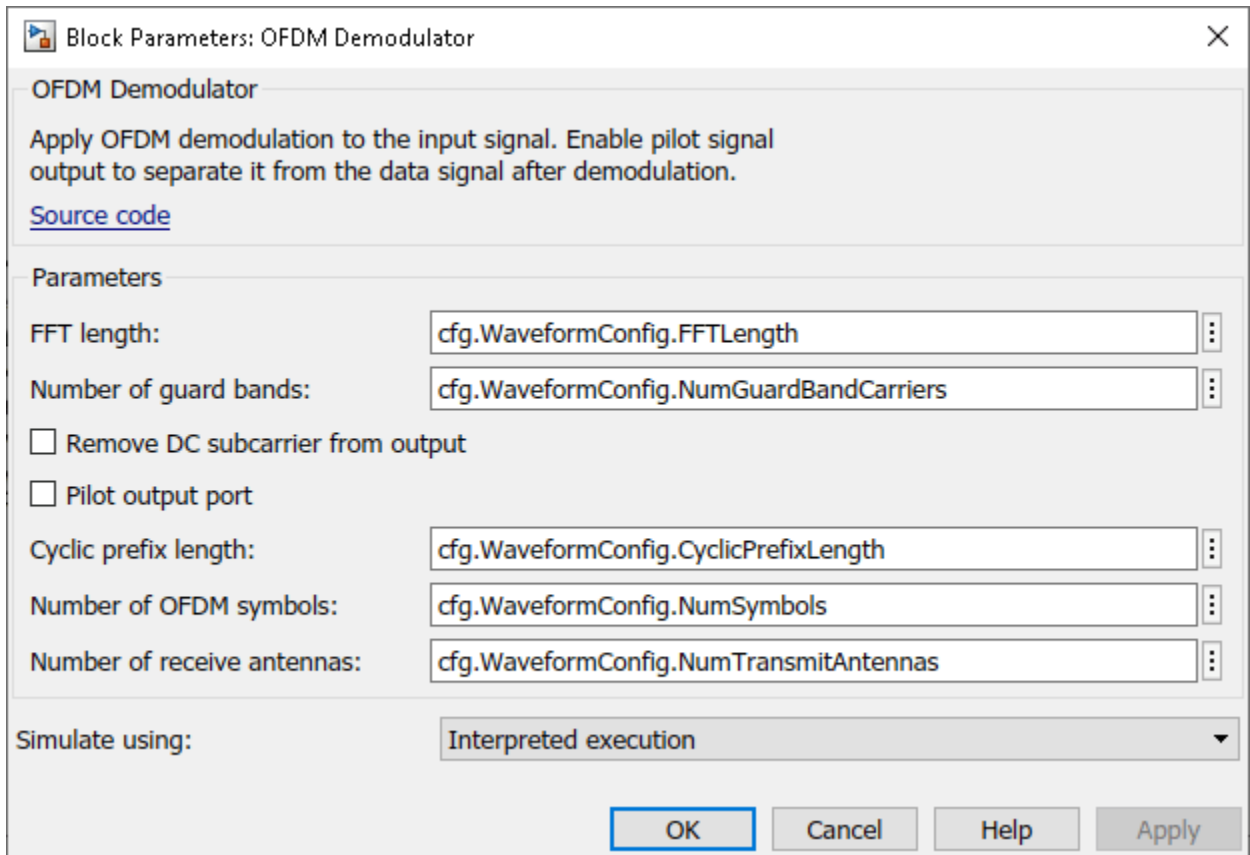 Block Parameters: OFDM Demodulator
OFDM Demodulator
Apply OFDM demodulation to the input signal. Enable pilot signal
output to separate it from the data signal after demodulation.
Source code
Parameters
FFT length: cfg.WaveformConfig.FFTLength
Number of guard bands: cfg.WaveformConfig.NumGuardBandCarriers
Remove DC subcarrier from output
Pilot output port
Cyclic prefix length: cfg.WaveformConfig.CyclicPrefixLength
Number of OFDM symbols: cfg.WaveformConfig.NumSymbols
Number of receive antennas: cfg.WaveformConfig.NumTransmitAntennas
Simulate using: Interpreted execution
OK Cancel Help Apply